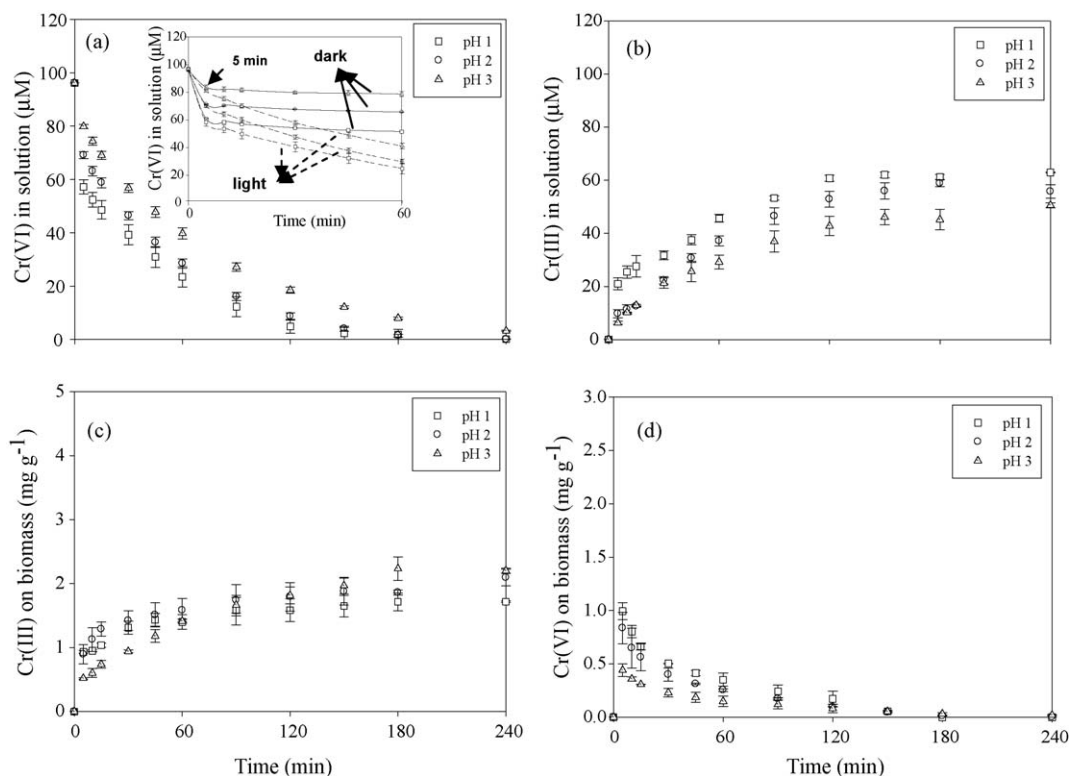 (a)
120
100
80
60
40
20
0
Cr(VI) in solution (μM)
pH 1
pH 2
pH 3
120
100
80
60
40
20
0
Cr(VI) in solution (μM)
5 min
dark
light
0
60
Time (min)
(b)
120
100
80
60
40
20
0
Cr(III) in solution (μM)
pH 1
pH 2
pH 3
(c)
5
4
3
2
1
0
Cr(III) on biomass (mg g-1)
pH 1
pH 2
pH 3
0 60 120 180 240
Time (min)
(d)
3.0
2.5
2.0
1.5
1.0
0.5
0.0
Cr(VI) on biomass (mg g-1)
pH 1
pH 2
pH 3
0 60 120 180 240
Time (min)